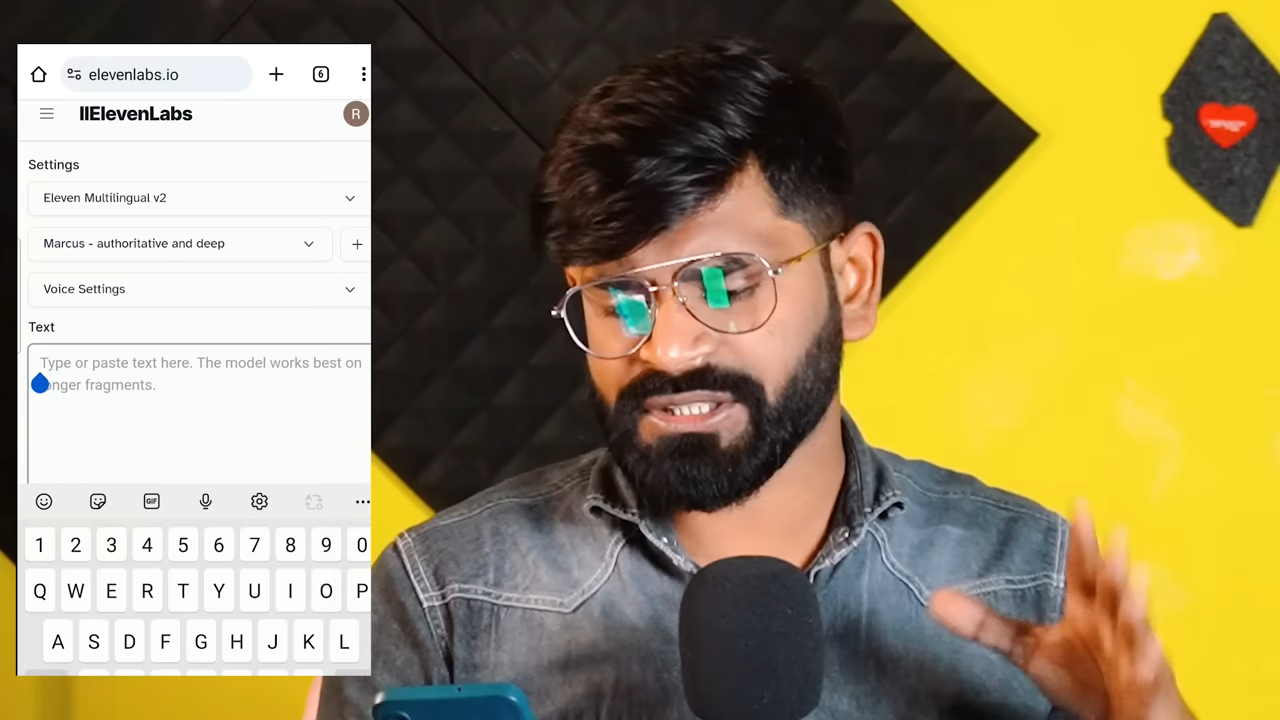 elevenlabs.io
6
IIElevenLabs
R
Settings
Eleven Multilingual v2
Marcus - authoritative and deep
Voice Settings
Text
Type or paste text here. The model works best on
onger fragments.
GIF
1 2 3 4 5 6 7 8 9 0
Q W E R T Y U I O P
A S D F G H J K L